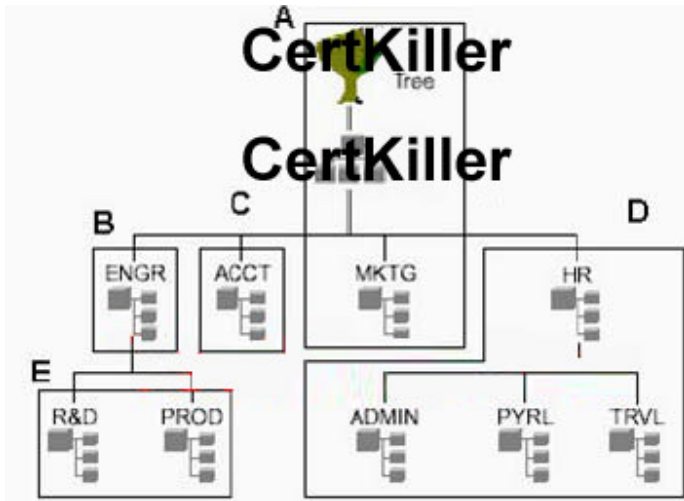 A
CertKiller
Tree
CertKiller
B
C
D
ENGR
ACCT
MKTG
HR
E
R&D
PROD
ADMIN
PYRL
TRVL